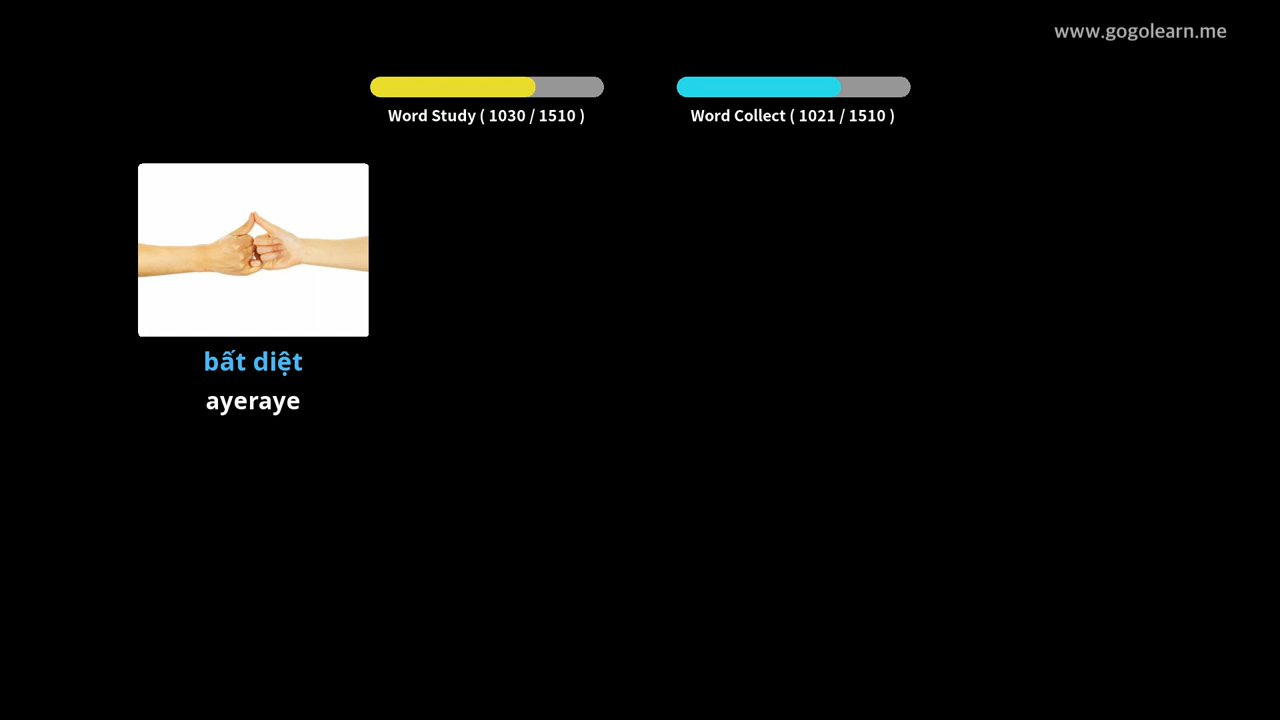 www.gogolearn.me
Word Study ( 1030 / 1510 )
Word Collect ( 1021 / 1510 )
bất diệt
ayeraye